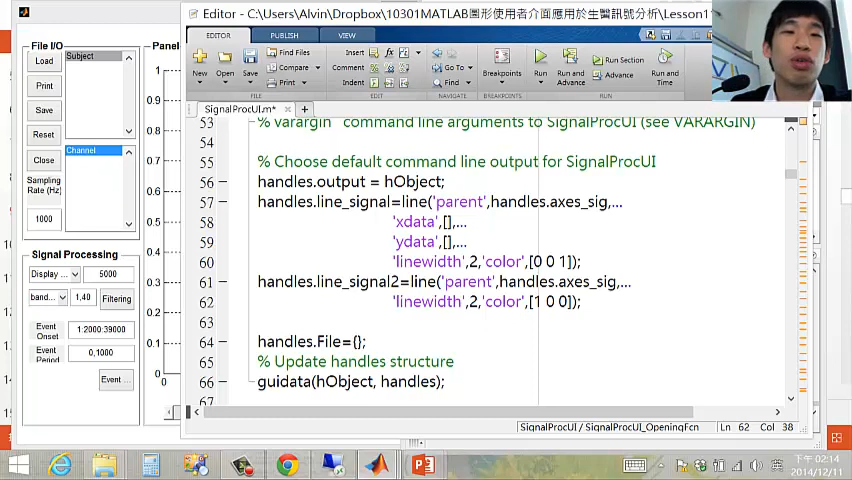 Editor - C:\Users\Alvin\Dropbox\10301MATLAB圖形使用者介面應用於生醫訊號分析\Lesson1
EDITOR
PUBLISH
VIEW
New
Open
Save
Find Files
Compare
Print
Insert
Comment
Indent
Go To
Find
Breakpoints
Run
Run and
Advance
Run Section
Advance
Run and
Time
FILE
EDIT
NAVIGATE
BREAKPOINTS
RUN
SignalProcUI.m*
53 % varargin command line arguments to SignalProcUI (see VARARGIN)
54
55 % Choose default command line output for SignalProcUI
56 handles.output = hObject;
57 handles.line_signal=line('parent',handles.axes_sig,...
58 'xdata',[],...
59 'ydata',[],...
60 'linewidth',2,'color',[0 0 1]);
61 handles.line_signal2=line('parent',handles.axes_sig,...
62 'linewidth',2,'color',[1 0 0]);
63
64 handles.File={};
65 % Update handles structure
66 guidata(hObject, handles);
67
SignalProcUI / SignalProcUI_OpeningFcn
Ln 62 Col 38
File I/O
Load
Print
Save
Reset
Close
Sampling
Rate (Hz)
1000
Subject
Channel
Panel
1
0.9
0.8
0.7
0.6
0.5
0.4
0.3
0.2
0.1
0
0
Signal Processing
Display ...
5000
band...
1,40
Filtering
Event
Onset
1:2000:39000
Event
Period
0,1000
Event ...
下午 02:14
2014/12/11